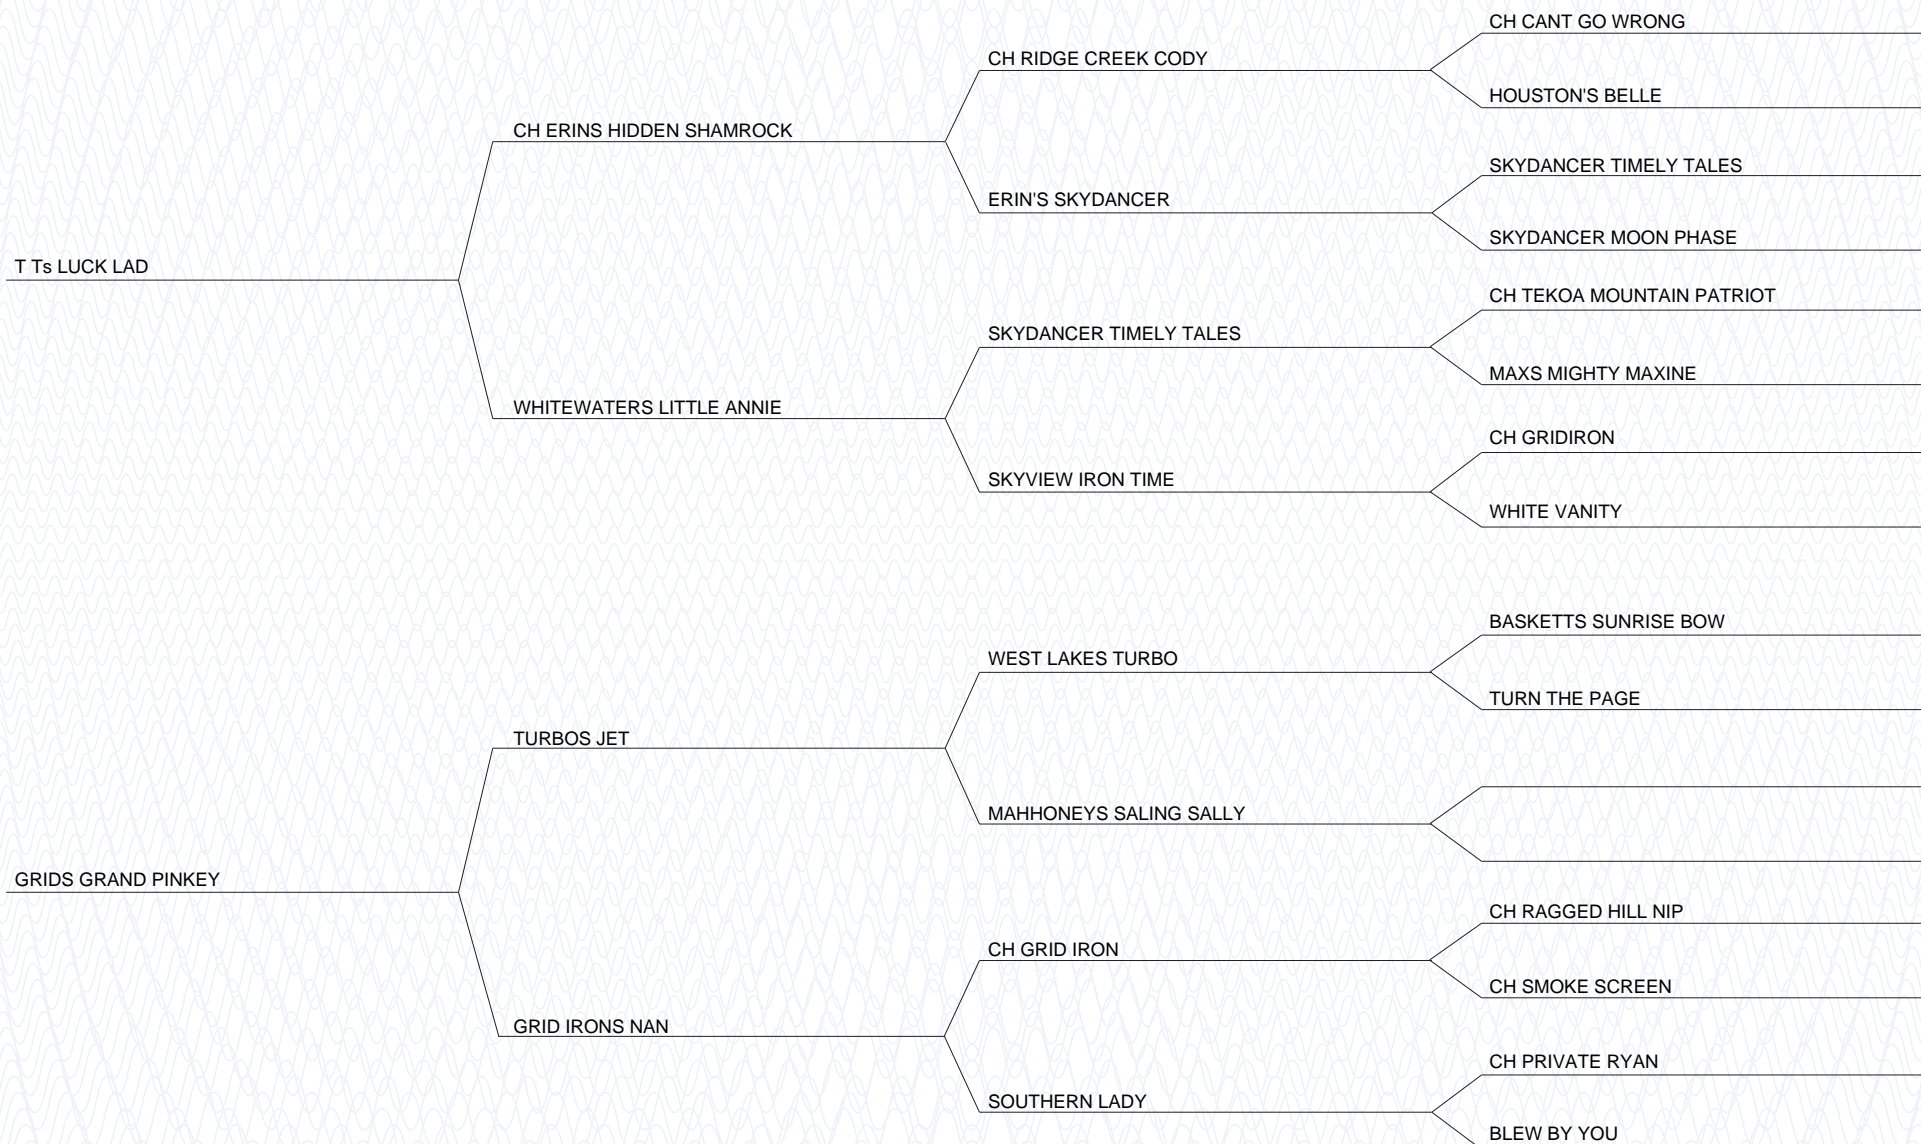 CH CANT GO WRONG
CH RIDGE CREEK CODY
HOUSTON'S BELLE
CH ERINS HIDDEN SHAMROCK
SKYDANCER TIMELY TALES
ERIN'S SKYDANCER
SKYDANCER MOON PHASE
T Ts LUCK LAD
CH TEKOA MOUNTAIN PATRIOT
SKYDANCER TIMELY TALES
MAXS MIGHTY MAXINE
WHITEWATERS LITTLE ANNIE
CH GRIDIRON
SKYVIEW IRON TIME
WHITE VANITY
BASKETTS SUNRISE BOW
WEST LAKES TURBO
TURN THE PAGE
TURBOS JET
MAHHONEYS SALING SALLY
GRIDS GRAND PINKEY
CH RAGGED HILL NIP
CH GRID IRON
CH SMOKE SCREEN
GRID IRONS NAN
CH PRIVATE RYAN
SOUTHERN LADY
BLEW BY YOU